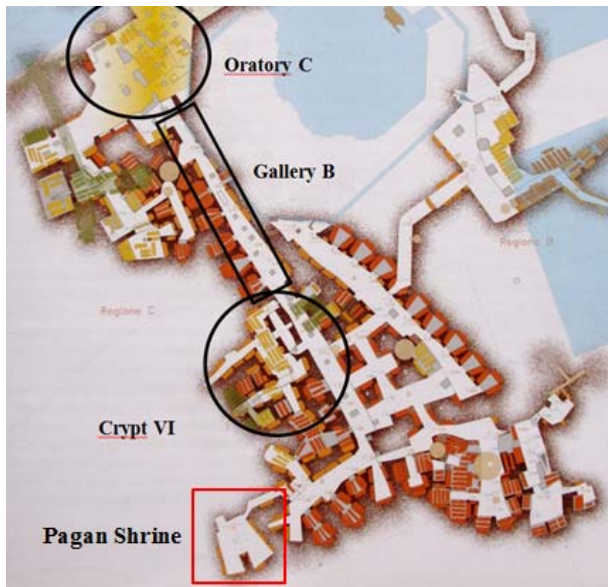 Oratory C
Gallery B
Regione B
Regione C
Crypt VI
Pagan Shrine